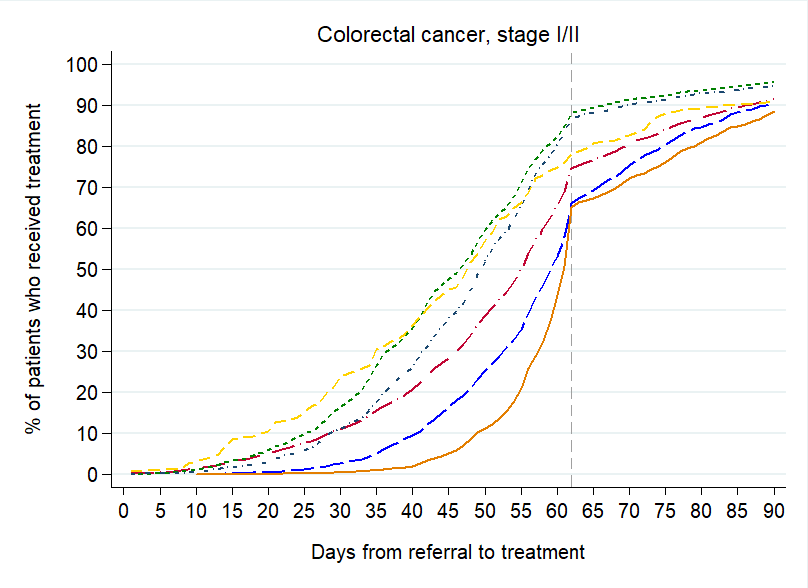 Colorectal cancer, stage I/II
% of patients who received treatment
100
90
80
70
60
50
40
30
20
10
0
0 5 10 15 20 25 30 35 40 45 50 55 60 65 70 75 80 85 90
Days from referral to treatment